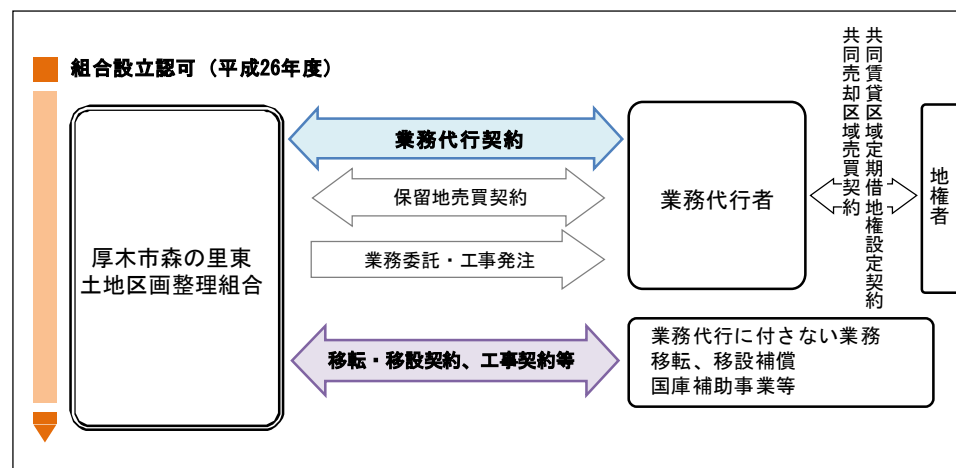 組合設立認可（平成26年度）
厚木市森の里東
土地区画整理組合
業務代行契約
保留地売買契約
業務委託・工事発注
移転・移設契約、工事契約等
業務代行者
共同賃貸区域定期借地権設定契約
共同売却区域売買契約
地権者
業務代行に付さない業務
移転、移設補償
国庫補助事業等